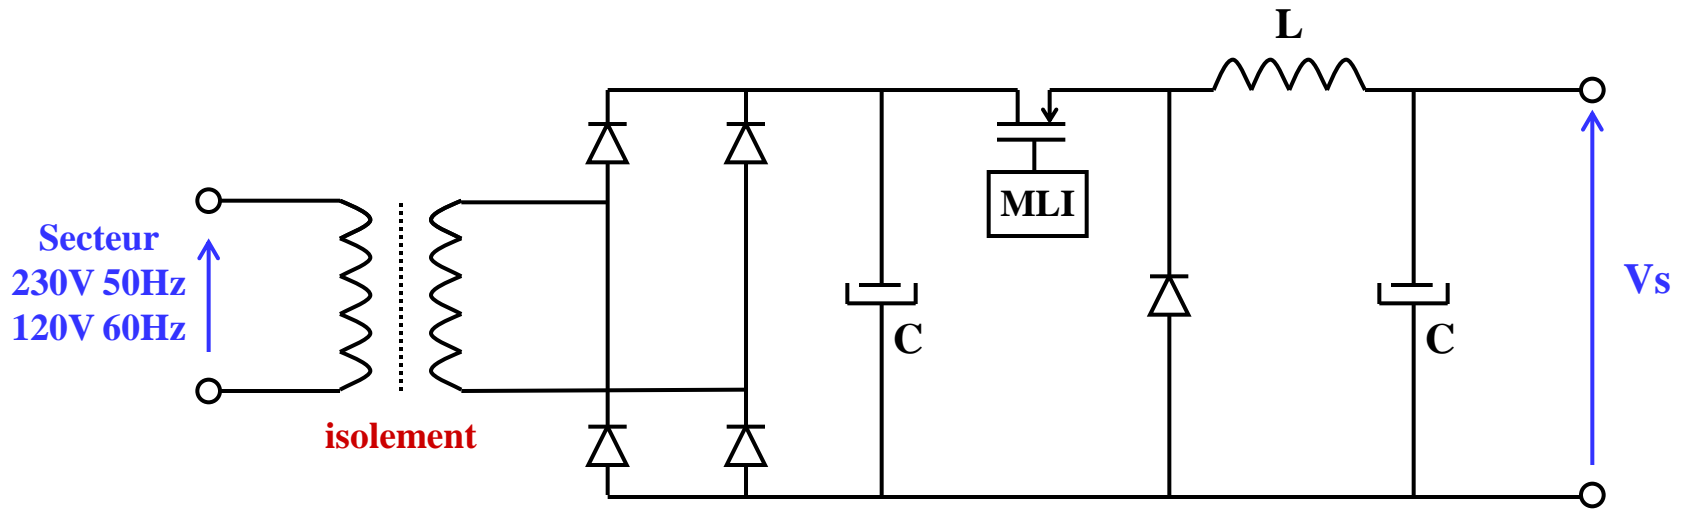 L
MLI
Secteur
230V 50Hz
120V 60Hz
Vs
C
C
isolement